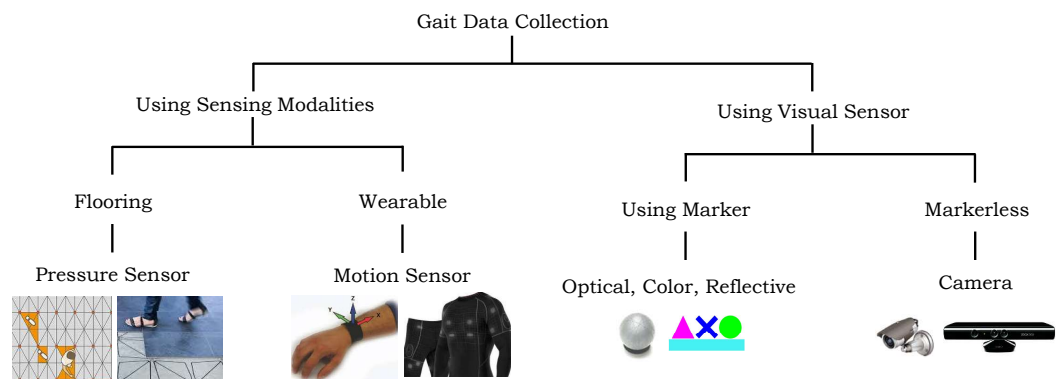 Gait Data Collection
Using Sensing Modalities
Using Visual Sensor
Flooring
Wearable
Using Marker
Markerless
Pressure Sensor
Motion Sensor
Optical, Color, Reflective
Camera
Z
Y
X